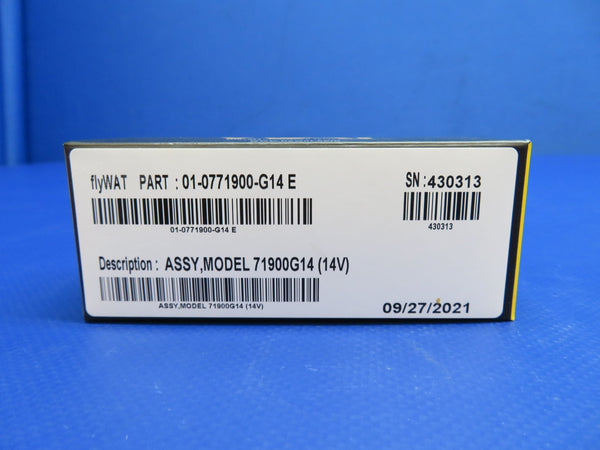 flyWAT PART : 01-0771900-G14 E
SN: 430313
01-0771900-G14 E
430313
Description : ASSY,MODEL 71900G14 (14V)
ASSY,MODEL 71900G14 (14V)
09/27/2021